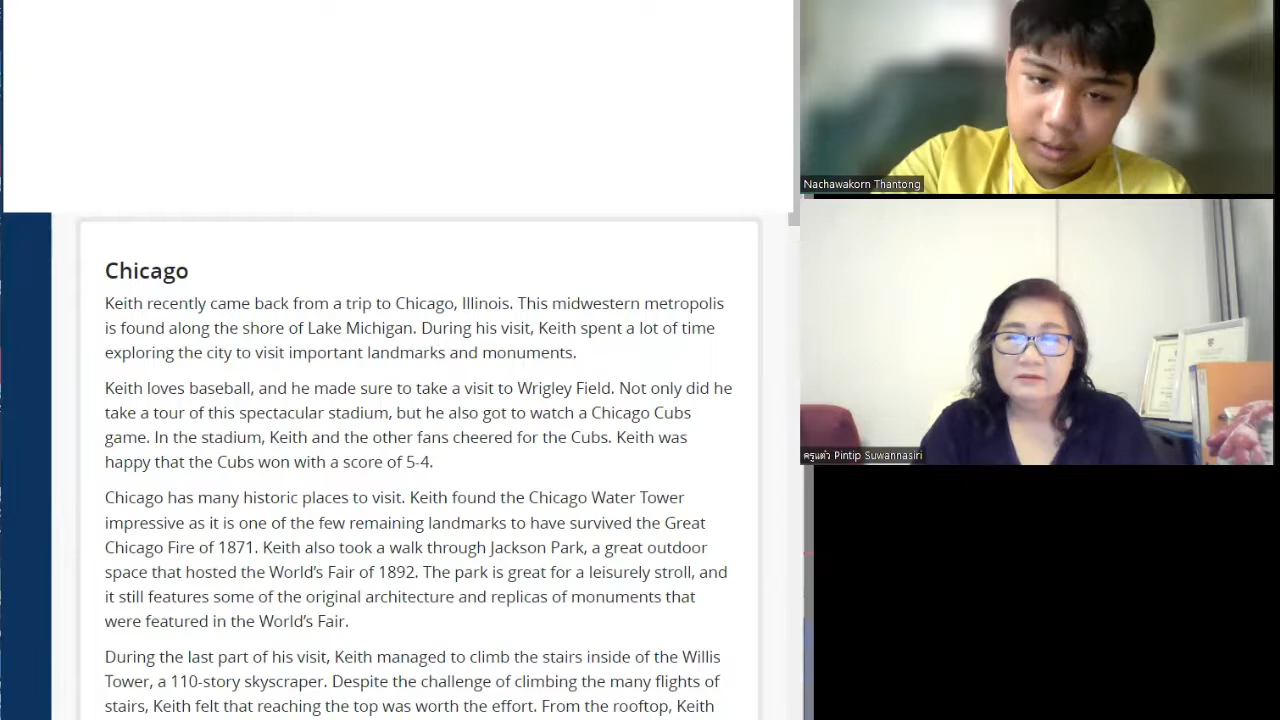 Chicago
Keith recently came back from a trip to Chicago, Illinois. This midwestern metropolis
is found along the shore of Lake Michigan. During his visit, Keith spent a lot of time
exploring the city to visit important landmarks and monuments.
Keith loves baseball, and he made sure to take a visit to Wrigley Field. Not only did he
take a tour of this spectacular stadium, but he also got to watch a Chicago Cubs
game. In the stadium, Keith and the other fans cheered for the Cubs. Keith was
happy that the Cubs won with a score of 5-4.
Chicago has many historic places to visit. Keith found the Chicago Water Tower
impressive as it is one of the few remaining landmarks to have survived the Great
Chicago Fire of 1871. Keith also took a walk through Jackson Park, a great outdoor
space that hosted the World’s Fair of 1892. The park is great for a leisurely stroll, and
it still features some of the original architecture and replicas of monuments that
were featured in the World’s Fair.
During the last part of his visit, Keith managed to climb the stairs inside of the Willis
Tower, a 110-story skyscraper. Despite the challenge of climbing the many flights of
stairs, Keith felt that reaching the top was worth the effort. From the rooftop, Keith
Nachawakorn Thantong
ครูแต๋ว Pintip Suwannasiri